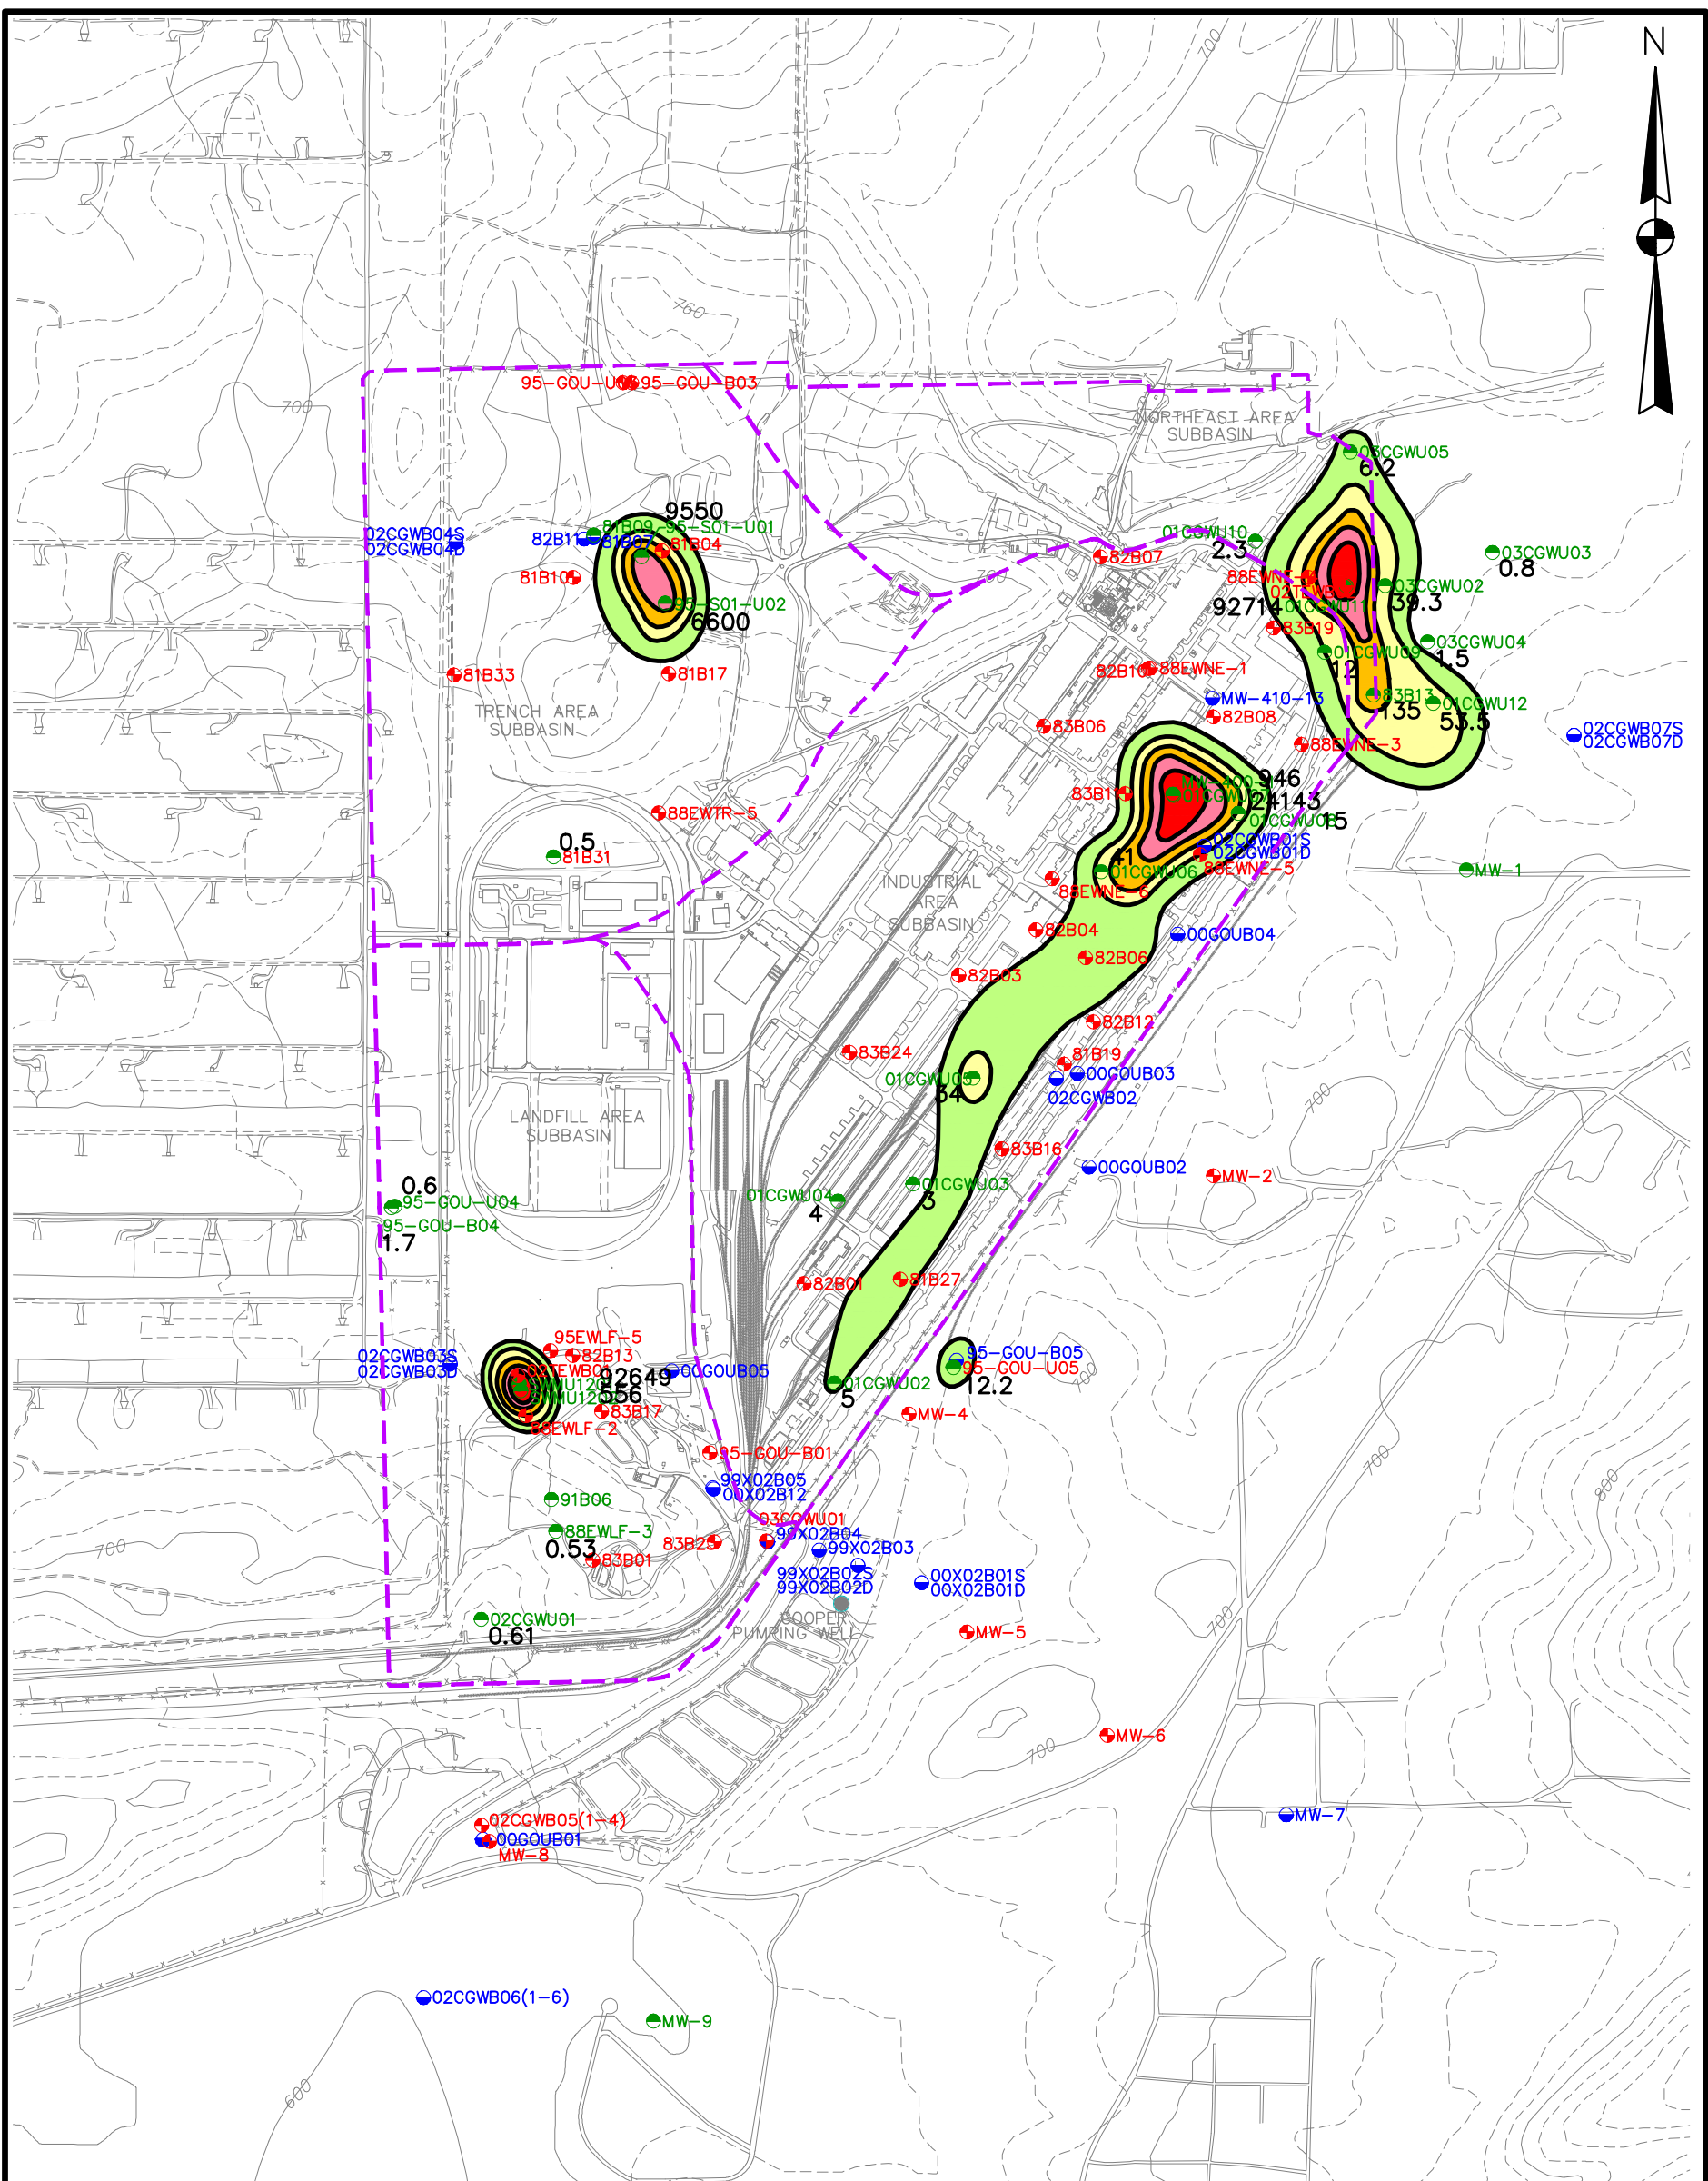 N
700
760
700
95-GOU-B03
NORTHEAST AREA
SUBBASIN
03CGWU05
6.2
9550
81B09
95-S01-U01
02CGWB04S
02CGWB04D
82B11
81B07
81B04
01CGWU10
2.3
03CGWU03
0.8
82B07
81B10
700
88EWNE-
03CGWU02
39.3
95-S01-U02
6600
92714
01CGWU11
83B19
03CGWU04
1.5
01CGWU09
12
81B33
81B17
82B10
88EWNE-1
83B13
135
01CGWU12
53.5
MW-410-13
82B08
TRENCH AREA
SUBBASIN
83B06
88EWNE-3
02CGWB07S
02CGWB07D
946
83B11
24143
01CGWU08
15
88EWTR-5
0.5
81B31
02CGWB01S
02CGWB01D
88EWNE-5
41
01CGWU06
88EWNE-6
MW-1
INDUSTRIAL
AREA
SUBBASIN
82B04
00GOUB04
82B06
82B03
82B12
83B24
81B19
01CGWU05
34
00GOUB03
02CGWB02
LANDFILL AREA
SUBBASIN
700
83B16
00GOUB02
MW-2
0.6
95-GOU-U04
95-GOU-B04
1.7
01CGWU04
4
01CGWU03
3
82B01
81B27
95EWLF-5
02CGWB03S
02CGWB03D
82B13
02TEWB01
92649
556
00GOUB05
95-GOU-B05
95-GOU-U05
12.2
01CGWU02
5
83B17
88EWLF-2
MW-4
95-GOU-B01
700
99X02B05
00X02B12
800
91B06
03CGWU01
88EWLF-3
0.53
83B01
99X02B04
99X02B03
700
99X02B02S
99X02B02D
00X02B01S
00X02B01D
02CGWU01
0.61
COOPER
PUMPING WELL
MW-5
700
MW-6
700
02CGWB05(1-4)
00GOUB01
MW-8
MW-7
02CGWB06(1-6)
MW-9
600